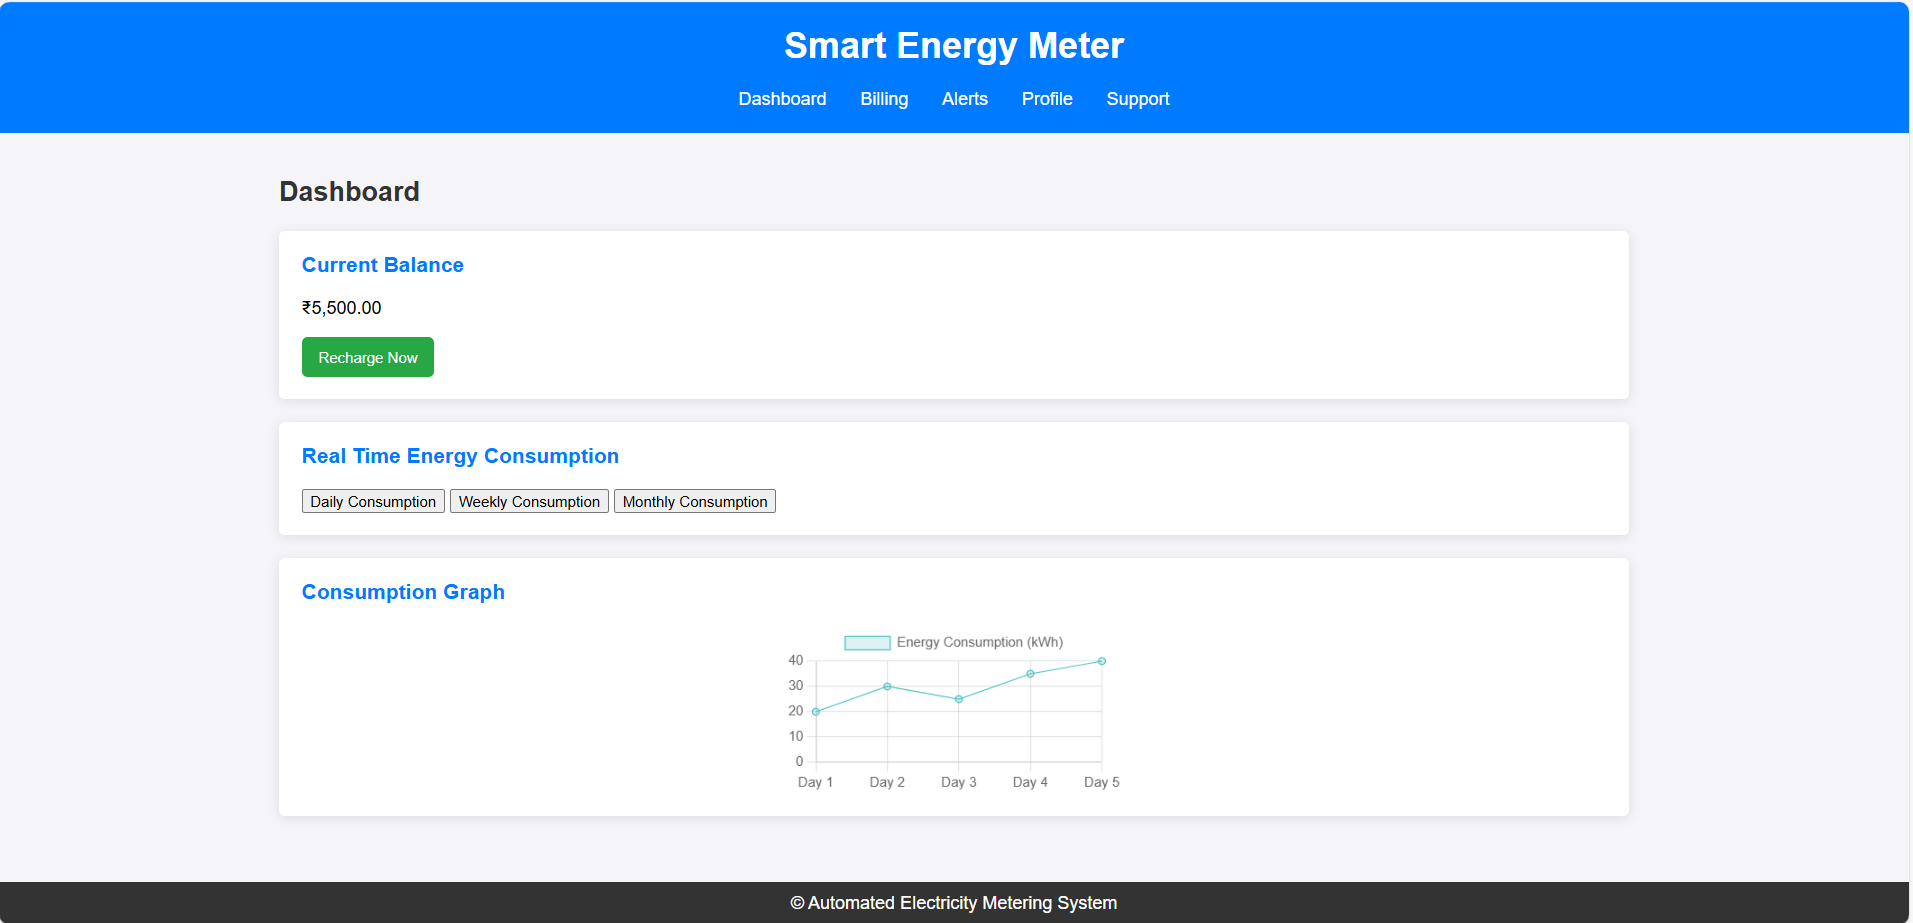 Smart Energy Meter
Dashboard Billing Alerts Profile Support
Dashboard
Current Balance
₹5,500.00
Recharge Now
Real Time Energy Consumption
Daily Consumption Weekly Consumption Monthly Consumption
Consumption Graph
Energy Consumption (kWh)
40
30
20
10
0
Day 1 Day 2 Day 3 Day 4 Day 5
© Automated Electricity Metering System